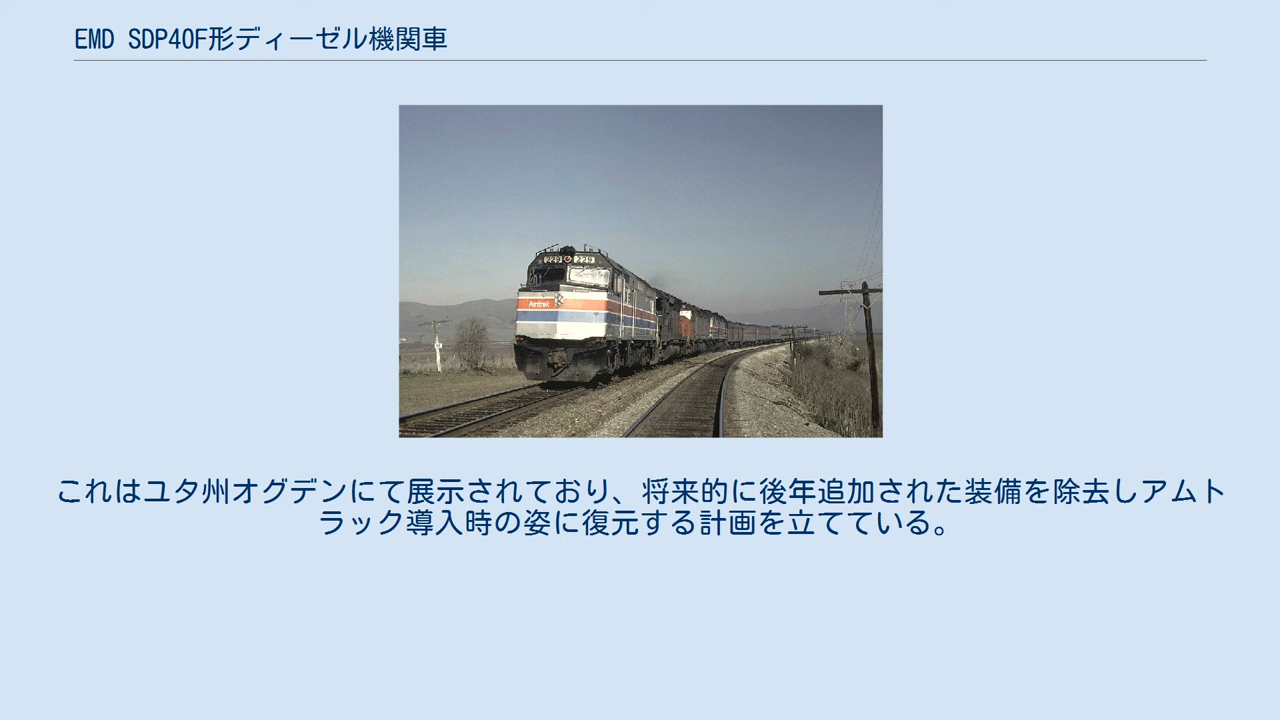 EMD SDP40F形ディーゼル機関車
229 229
Amtrak
これはユタ州オグデンにて展示されており、将来的に後年追加された装備を除去しアムト
ラック導入時の姿に復元する計画を立てている。